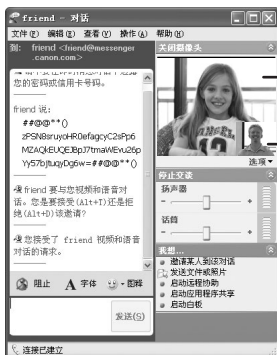 friend - 对话
文件(F) 编辑(E) 查看(V) 操作(A) 帮助(H)
到: friend <friend@messenger
.canon.com>
您的密码或信用卡号码。
friend 说:
##@@**()
zPSN8sruyoHR0efagcyC2sPp6
MZAQkEUQEJBpJ7tmaWEvu26p
Yy57bjtuqyDg6w=##@@**()
friend 要与您视频和语音对
话。您是要接受(Alt+T)还是拒
绝(Alt+D)该邀请?
您接受了 friend 视频和语音
对话的请求。
阻止 字体 图释
发送(S)
连接已建立
关闭摄像头
选项
停止交谈
扬声器
话筒
我想...
邀请某人到该对话
发送文件或照片
启动远程协助
启动应用程序共享
启动白板